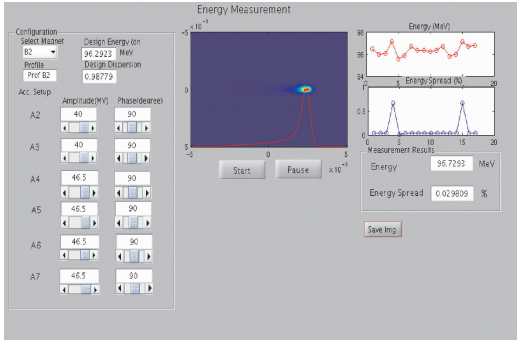 Energy Measurement
Configuration
Select Magnet
Design Energy (en
B2
96.2923 MeV
Profile
Design Dispersion
Prof B2
0.98779
Acc. Setup
Amplitude(MV) Phase(degree)
A2 40 90
A3 40 90
A4 46.5 90
A5 46.5 90
A6 46.5 90
A7 46.5 90
x 10⁻³
-5
0
5
-5 0 5
x 10⁻³
Start Pause
Energy (MeV)
98
96
94
0 5 10 15 20
Energy Spread (%)
1
0.5
0
0 5 10 15 20
Measurement Results
Energy 96.7293 MeV
Energy Spread 0.029809 %
Save Img